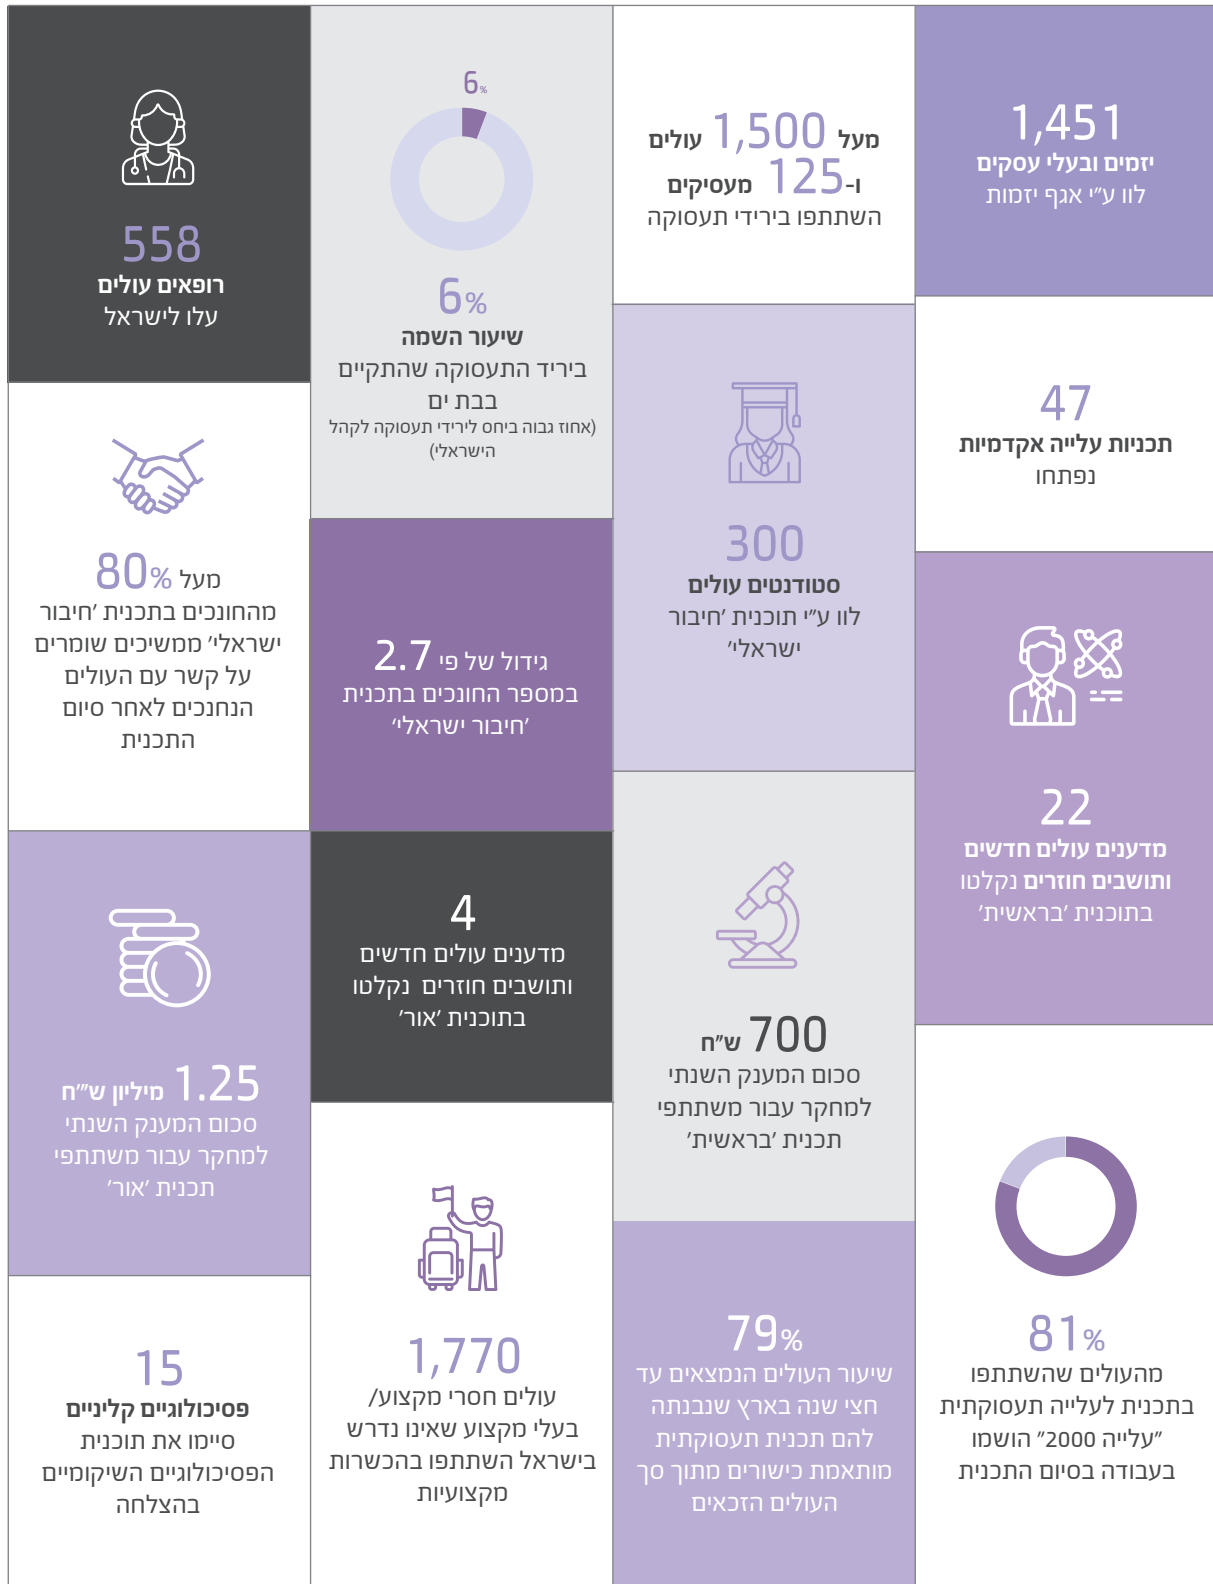 1,451
יזמים ובעלי עסקים
לוו ע״י אגף יזמות
47
תכניות עלייה אקדמיות
נפתחו
22
מדענים עולים חדשים
ותושבים חוזרים נקלטו
בתוכנית ׳בראשית׳
81%
מהעולים שהשתתפו
בתכנית לעלייה תעסוקתית
״עלייה 2000״ הושמו
בעבודה בסיום התכנית
מעל 1,500 עולים
ו-125 מעסיקים
השתתפו בירידי תעסוקה
300
סטודנטים עולים
לוו ע״י תוכנית ׳חיבור
ישראלי׳
700 ש״ח
סכום המענק השנתי
למחקר עבור משתתפי
תכנית ׳בראשית׳
79%
שיעור העולים הנמצאים עד
חצי שנה בארץ שנבנתה
להם תכנית תעסוקתית
מותאמת כישורים מתוך סך
העולים הזכאים
6%
6%
שיעור השמה
ביריד התעסוקה שהתקיים
בבת ים
(אחוז גבוה ביחס לירידי תעסוקה לקהל
הישראלי)
גידול של פי 2.7
במספר החונכים בתכנית
׳חיבור ישראלי׳
4
מדענים עולים חדשים
ותושבים חוזרים נקלטו
בתוכנית ׳אור׳
1,770
עולים חסרי מקצוע/
בעלי מקצוע שאינו נדרש
בישראל השתתפו בהכשרות
מקצועיות
558
רופאים עולים
עלו לישראל
מעל 80%
מהחונכים בתכנית ׳חיבור
ישראלי׳ ממשיכים שומרים
על קשר עם העולים
הנחנכים לאחר סיום
התכנית
1.25 מיליון ש״׳ח
סכום המענק השנתי
למחקר עבור משתתפי
תכנית ׳אור׳
15
פסיכולוגיים קליניים
סיימו את תוכנית
הפסיכולוגיים השיקומיים
בהצלחה